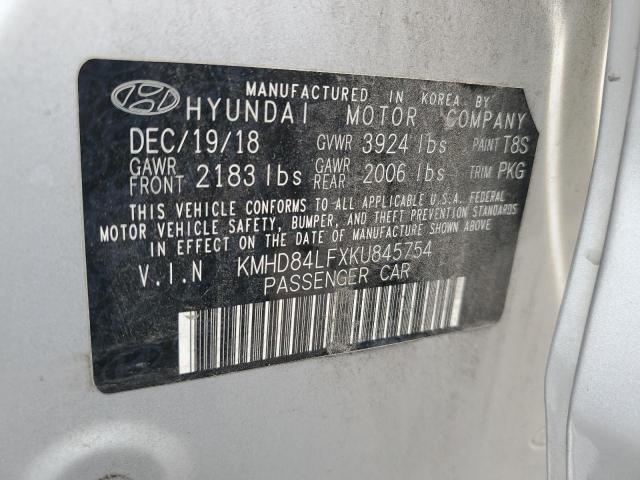 MANUFACTURED IN KOREA BY
HYUNDAI MOTOR COMPANY
DEC/19/18 GVWR 3924 lbs PAINT T8S
GAWR FRONT 2183 lbs GAWR REAR 2006 lbs TRIM PKG
THIS VEHICLE CONFORMS TO ALL APPLICABLE U.S.A. FEDERAL
MOTOR VEHICLE SAFETY, BUMPER, AND THEFT PREVENTION STANDARDS
IN EFFECT ON THE DATE OF MANUFACTURE SHOWN ABOVE.
V.I.N KMHD84LFXKU845754
PASSENGER CAR